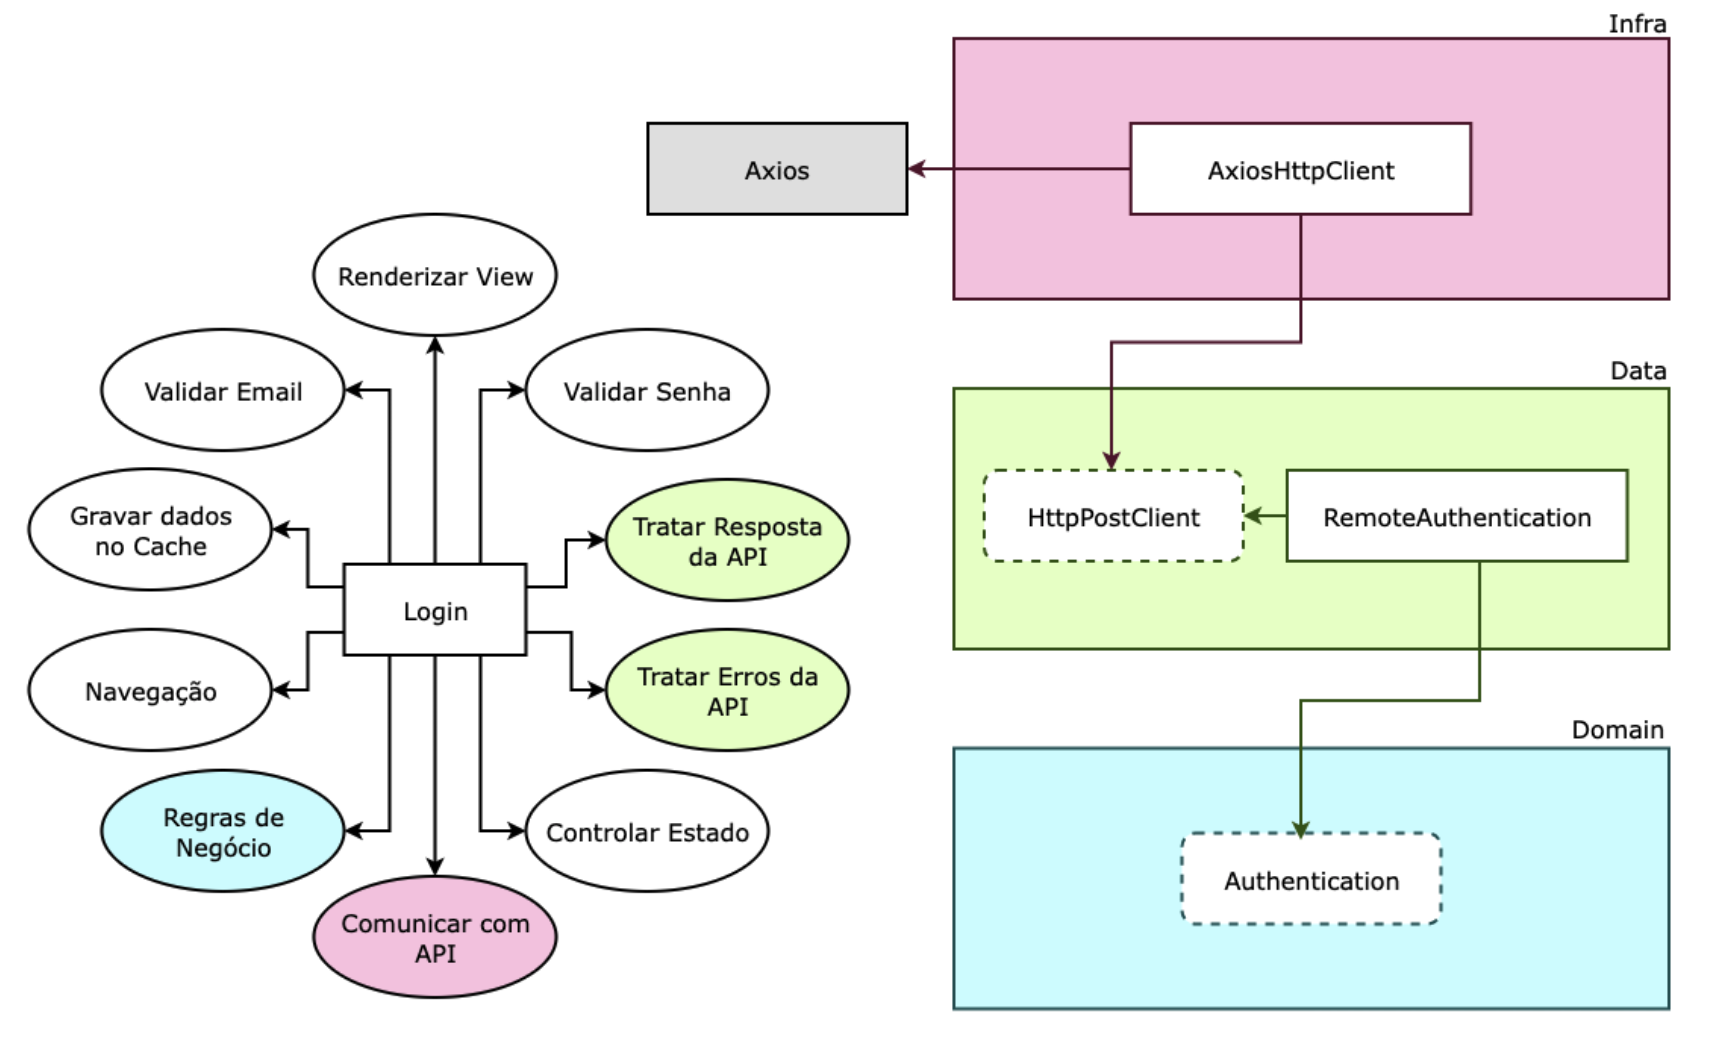 Infra
Axios
AxiosHttpClient
Renderizar View
Validar Email
Validar Senha
Data
Gravar dados
no Cache
Tratar Resposta
da API
HttpPostClient
RemoteAuthentication
Login
Navegação
Tratar Erros da
API
Domain
Regras de
Negócio
Controlar Estado
Authentication
Comunicar com
API